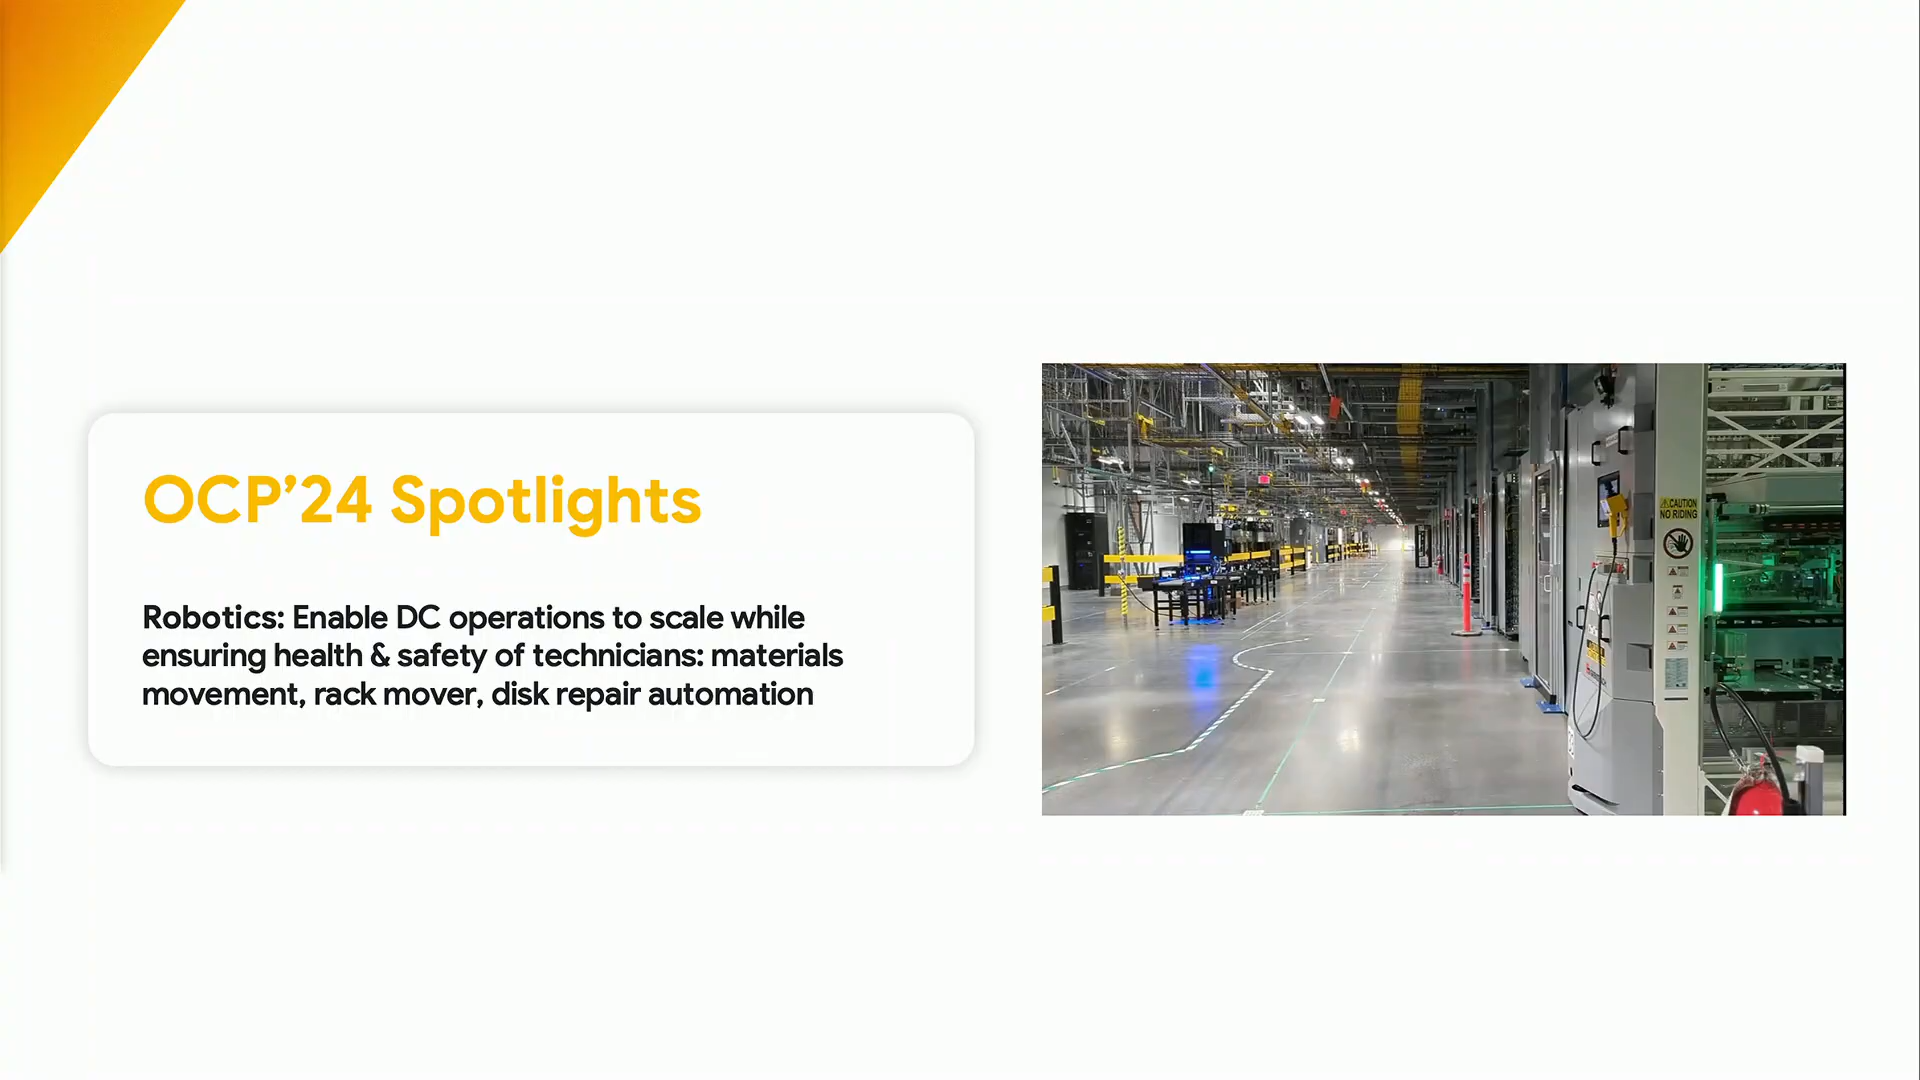 OCP’24 Spotlights
Robotics: Enable DC operations to scale while
ensuring health & safety of technicians: materials
movement, rack mover, disk repair automation
CAUTION
NO RIDING